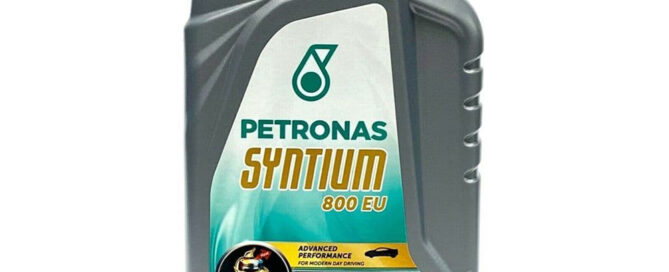 PETRONAS
SYNTIUM
800 EU
ADVANCED
PERFORMANCE
FOR MODERN DAY DRIVING